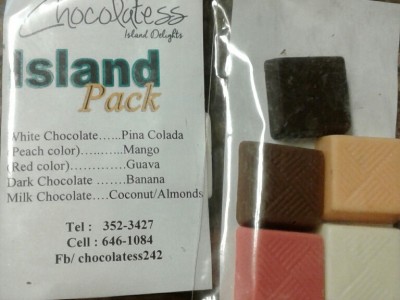 Chocolatess
Island Delights
Island
Pack
White Chocolate......Pina Colada
(Peach color)...........Mango
(Red color)...............Guava
Dark Chocolate ........Banana
Milk Chocolate....Coconut/Almonds
Tel : 352-3427
Cell : 646-1084
Fb/ chocolatess242